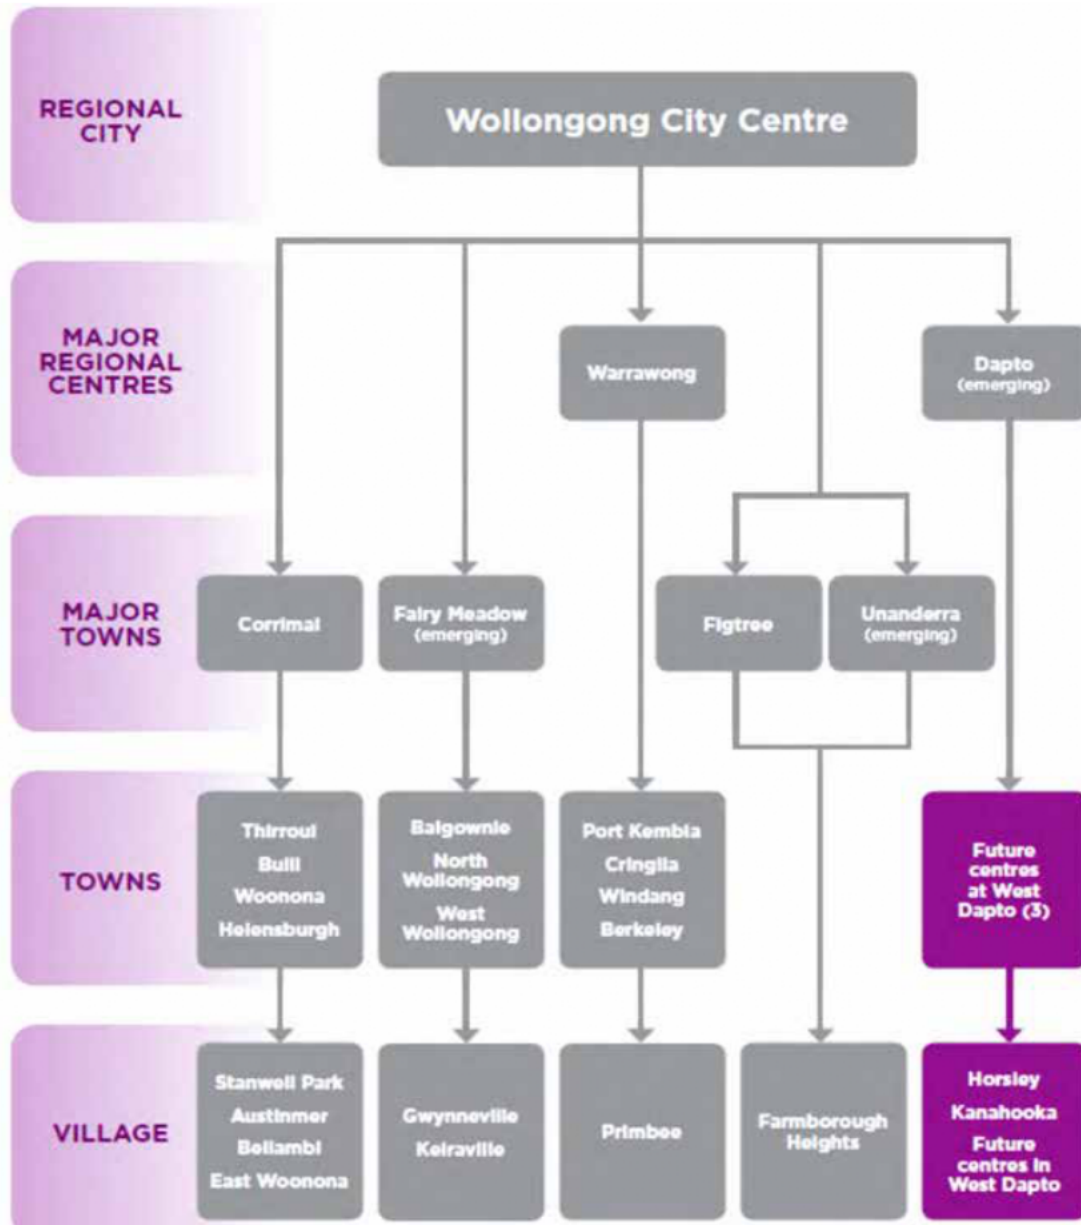 REGIONAL
CITY
Wollongong City Centre
MAJOR
REGIONAL
CENTRES
Warrawong
Dapto
(emerging)
MAJOR
TOWNS
Corrimal
Fairy Meadow
(emerging)
Figtree
Unanderra
(emerging)
TOWNS
Thirroul
Bulli
Woonona
Helensburgh
Balgownie
North
Wollongong
West
Wollongong
Port Kembla
Cringila
Windang
Berkeley
Future
centres
at West
Dapto (3)
VILLAGE
Stanwell Park
Austinmer
Bellambi
East Woonona
Gwynneville
Keiraville
Primbee
Farmborough
Heights
Horsley
Kanahooka
Future
centres in
West Dapto